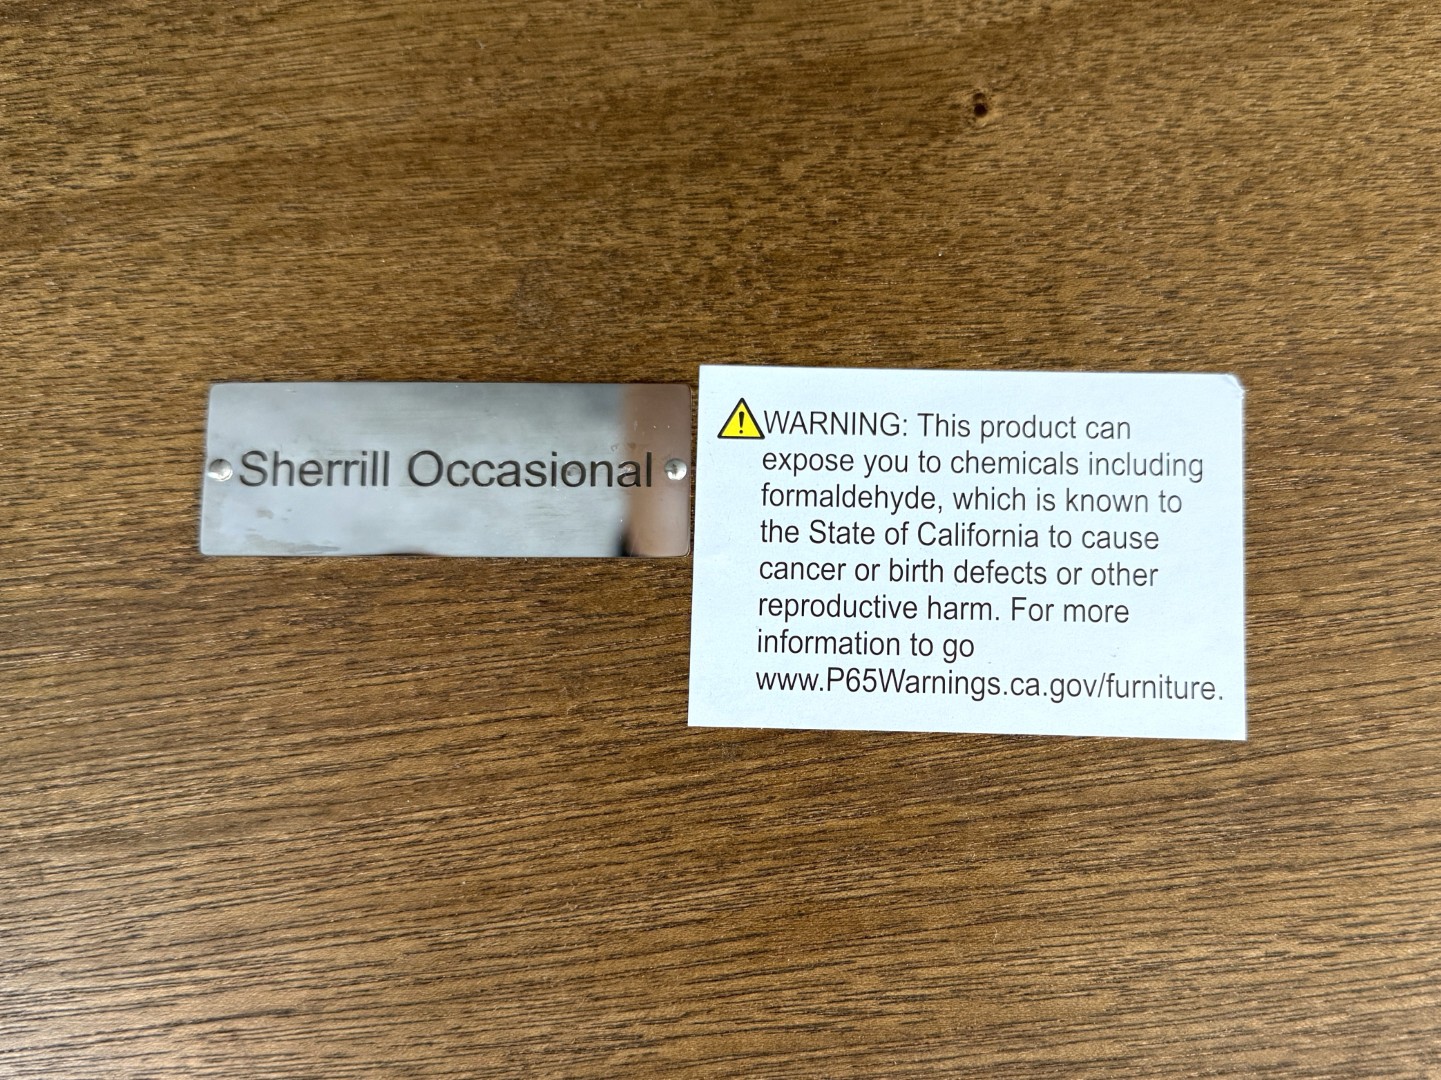 Sherrill Occasional
WARNING: This product can
expose you to chemicals including
formaldehyde, which is known to
the State of California to cause
cancer or birth defects or other
reproductive harm. For more
information to go
www.P65Warnings.ca.gov/furniture.